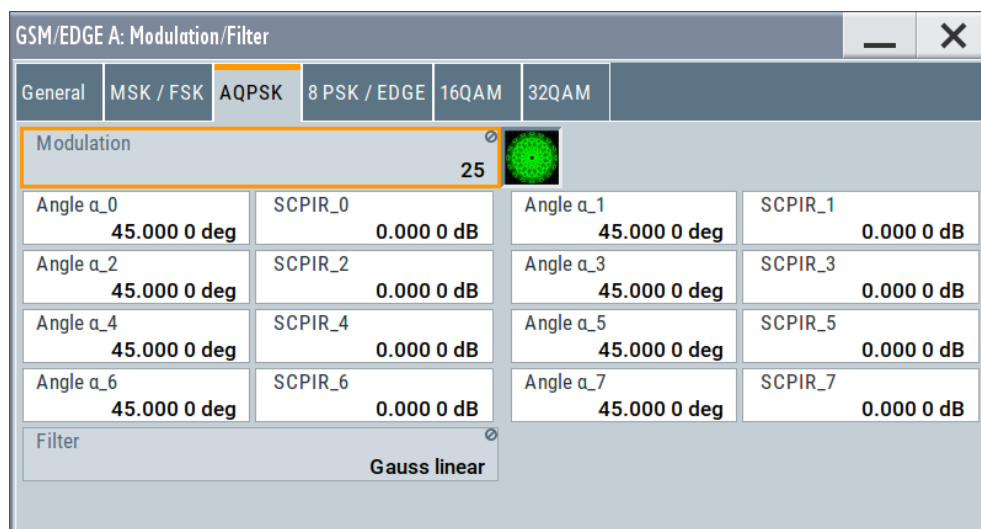 GSM/EDGE A: Modulation/Filter
General MSK / FSK AQPSK 8 PSK / EDGE 16QAM 32QAM
Modulation
25
Angle α_0 SCPIR_0 Angle α_1 SCPIR_1
45.000 0 deg 0.000 0 dB 45.000 0 deg 0.000 0 dB
Angle α_2 SCPIR_2 Angle α_3 SCPIR_3
45.000 0 deg 0.000 0 dB 45.000 0 deg 0.000 0 dB
Angle α_4 SCPIR_4 Angle α_5 SCPIR_5
45.000 0 deg 0.000 0 dB 45.000 0 deg 0.000 0 dB
Angle α_6 SCPIR_6 Angle α_7 SCPIR_7
45.000 0 deg 0.000 0 dB 45.000 0 deg 0.000 0 dB
Filter
Gauss linear